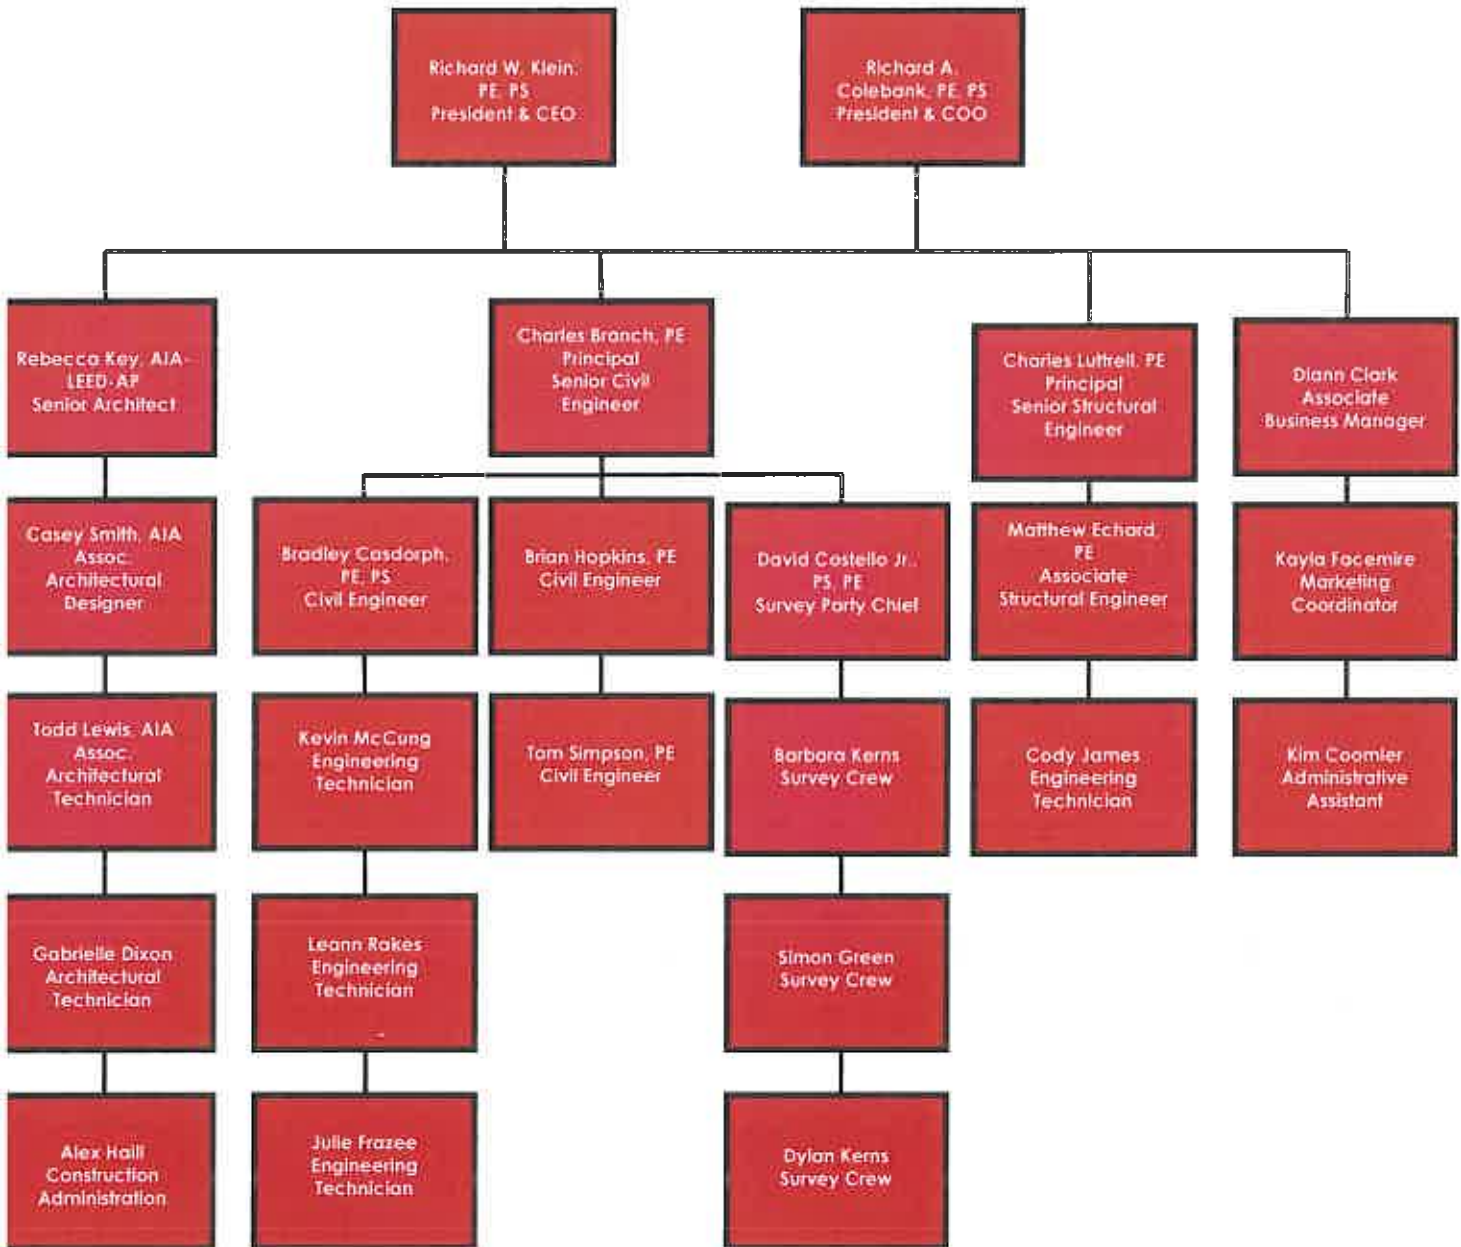 Richard W. Klein,
PE, PS
President & CEO
Richard A.
Colebank, PE, PS
President & COO
Rebecca Key, AIA-
LEED-AP
Senior Architect
Charles Branch, PE
Principal
Senior Civil
Engineer
Charles Luttrell, PE
Principal
Senior Structural
Engineer
Diann Clark
Associate
Business Manager
Casey Smith, AIA
Assoc.
Architectural
Designer
Bradley Casdorph,
PE, PS
Civil Engineer
Brian Hopkins, PE
Civil Engineer
David Costello Jr.,
PS, PE
Survey Party Chief
Matthew Echard,
PE
Associate
Structural Engineer
Kayla Facemire
Marketing
Coordinator
Todd Lewis, AIA
Assoc.
Architectural
Technician
Kevin McCung
Engineering
Technician
Tom Simpson, PE
Civil Engineer
Barbara Kerns
Survey Crew
Cody James
Engineering
Technician
Kim Coomler
Administrative
Assistant
Gabrielle Dixon
Architectural
Technician
Leann Rakes
Engineering
Technician
Simon Green
Survey Crew
Alex Haill
Construction
Administration
Julie Frazee
Engineering
Technician
Dylan Kerns
Survey Crew